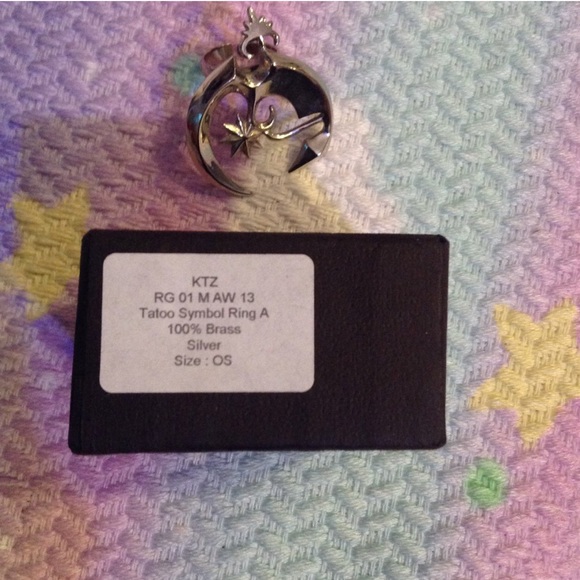 KTZ
RG 01 M AW 13
Tatoo Symbol Ring A
100% Brass
Silver
Size : OS